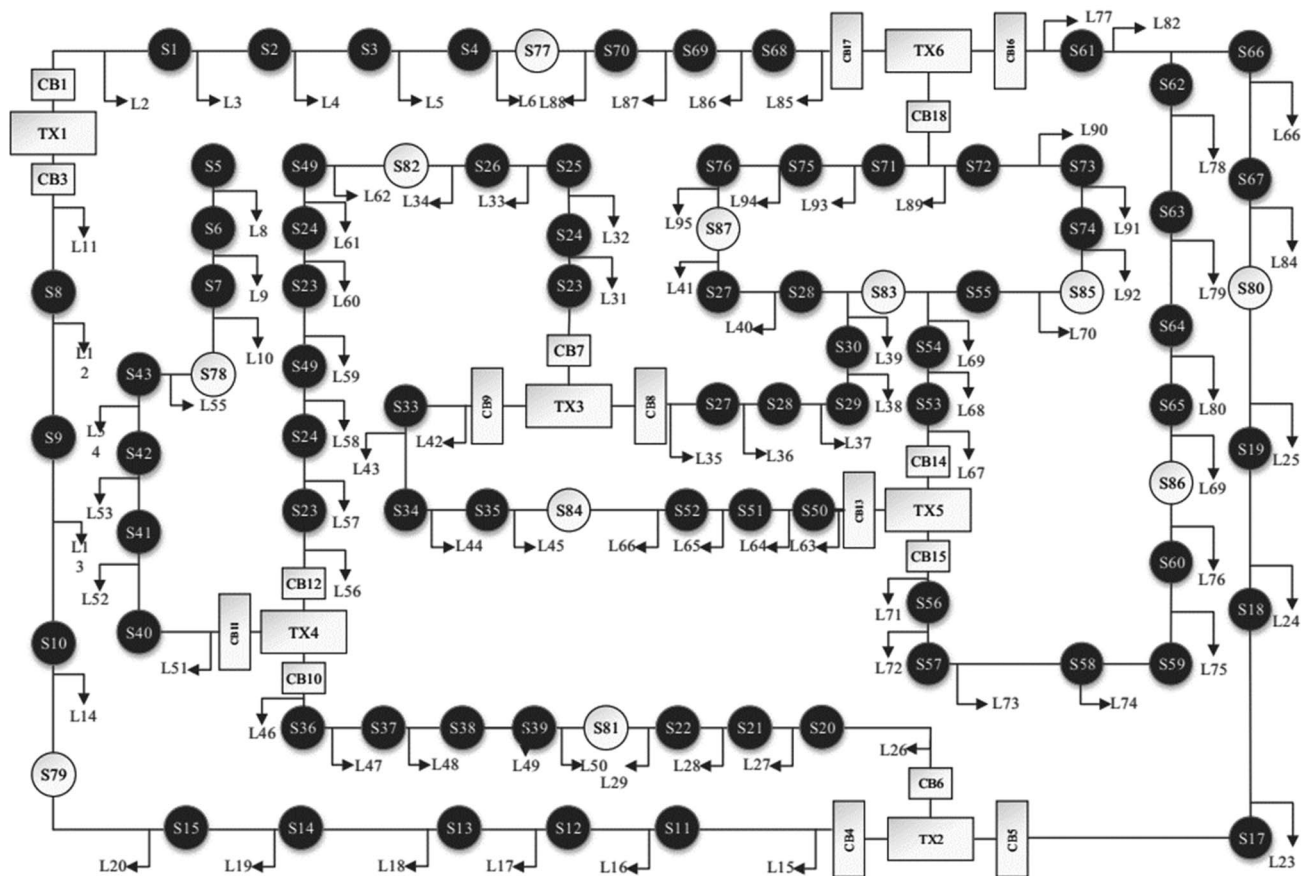 S1 S2 S3 S4 S77 S70 S69 S68 CB17 TX6 CB16 L77 S61 L82 S66
CB1 L2 L3 L4 L5 L6 L88 L87 L86 L85 S62 L66
TX1 CB18 L90 L78
CB3 S5 S49 S82 S26 S25 S76 S75 S71 S72 S73 S67
L62 L34 L33 L94 L93 L89 L91
L11 L8 L61 L32 L95 L84
S6 S24 S24 S87 S74 S63
L9 L60 L31 L41 L92 L79
S8 S7 S23 S23 S27 S28 S83 S55 S85 S80
L10 L40 L70
L1
2
S30 L39 S54 L69 S64
S43 S78 S49 L59 CB7 L38 L68 L80
L55 S33 CB9 TX3 CB8 S27 S28 S29 S53 S65
L5
4
S9 S42 S24 L58 L43 L42 L35 L36 L37 CB14 L67 S19 L25
L53 L57 S86 L69
S41 S23 S34 S35 S84 S52 S51 S50 CB13 TX5
L1
3
L52 L44 L45 L66 L65 L64 L63
L56 CB15 S60 L76
CB12 L71 S56 S18 L24
S10 S40 CB11 TX4
L51 L72 S57 S58 S59 L75
CB10 L73 L74
L14 L46
S36 S37 S38 S39 S81 S22 S21 S20
L47 L48 L49 L50 L29 L28 L27 L26
S79 CB6
S15 S14 S13 S12 S11 CB4 TX2 CB5 S17
L20 L19 L18 L17 L16 L15 L23